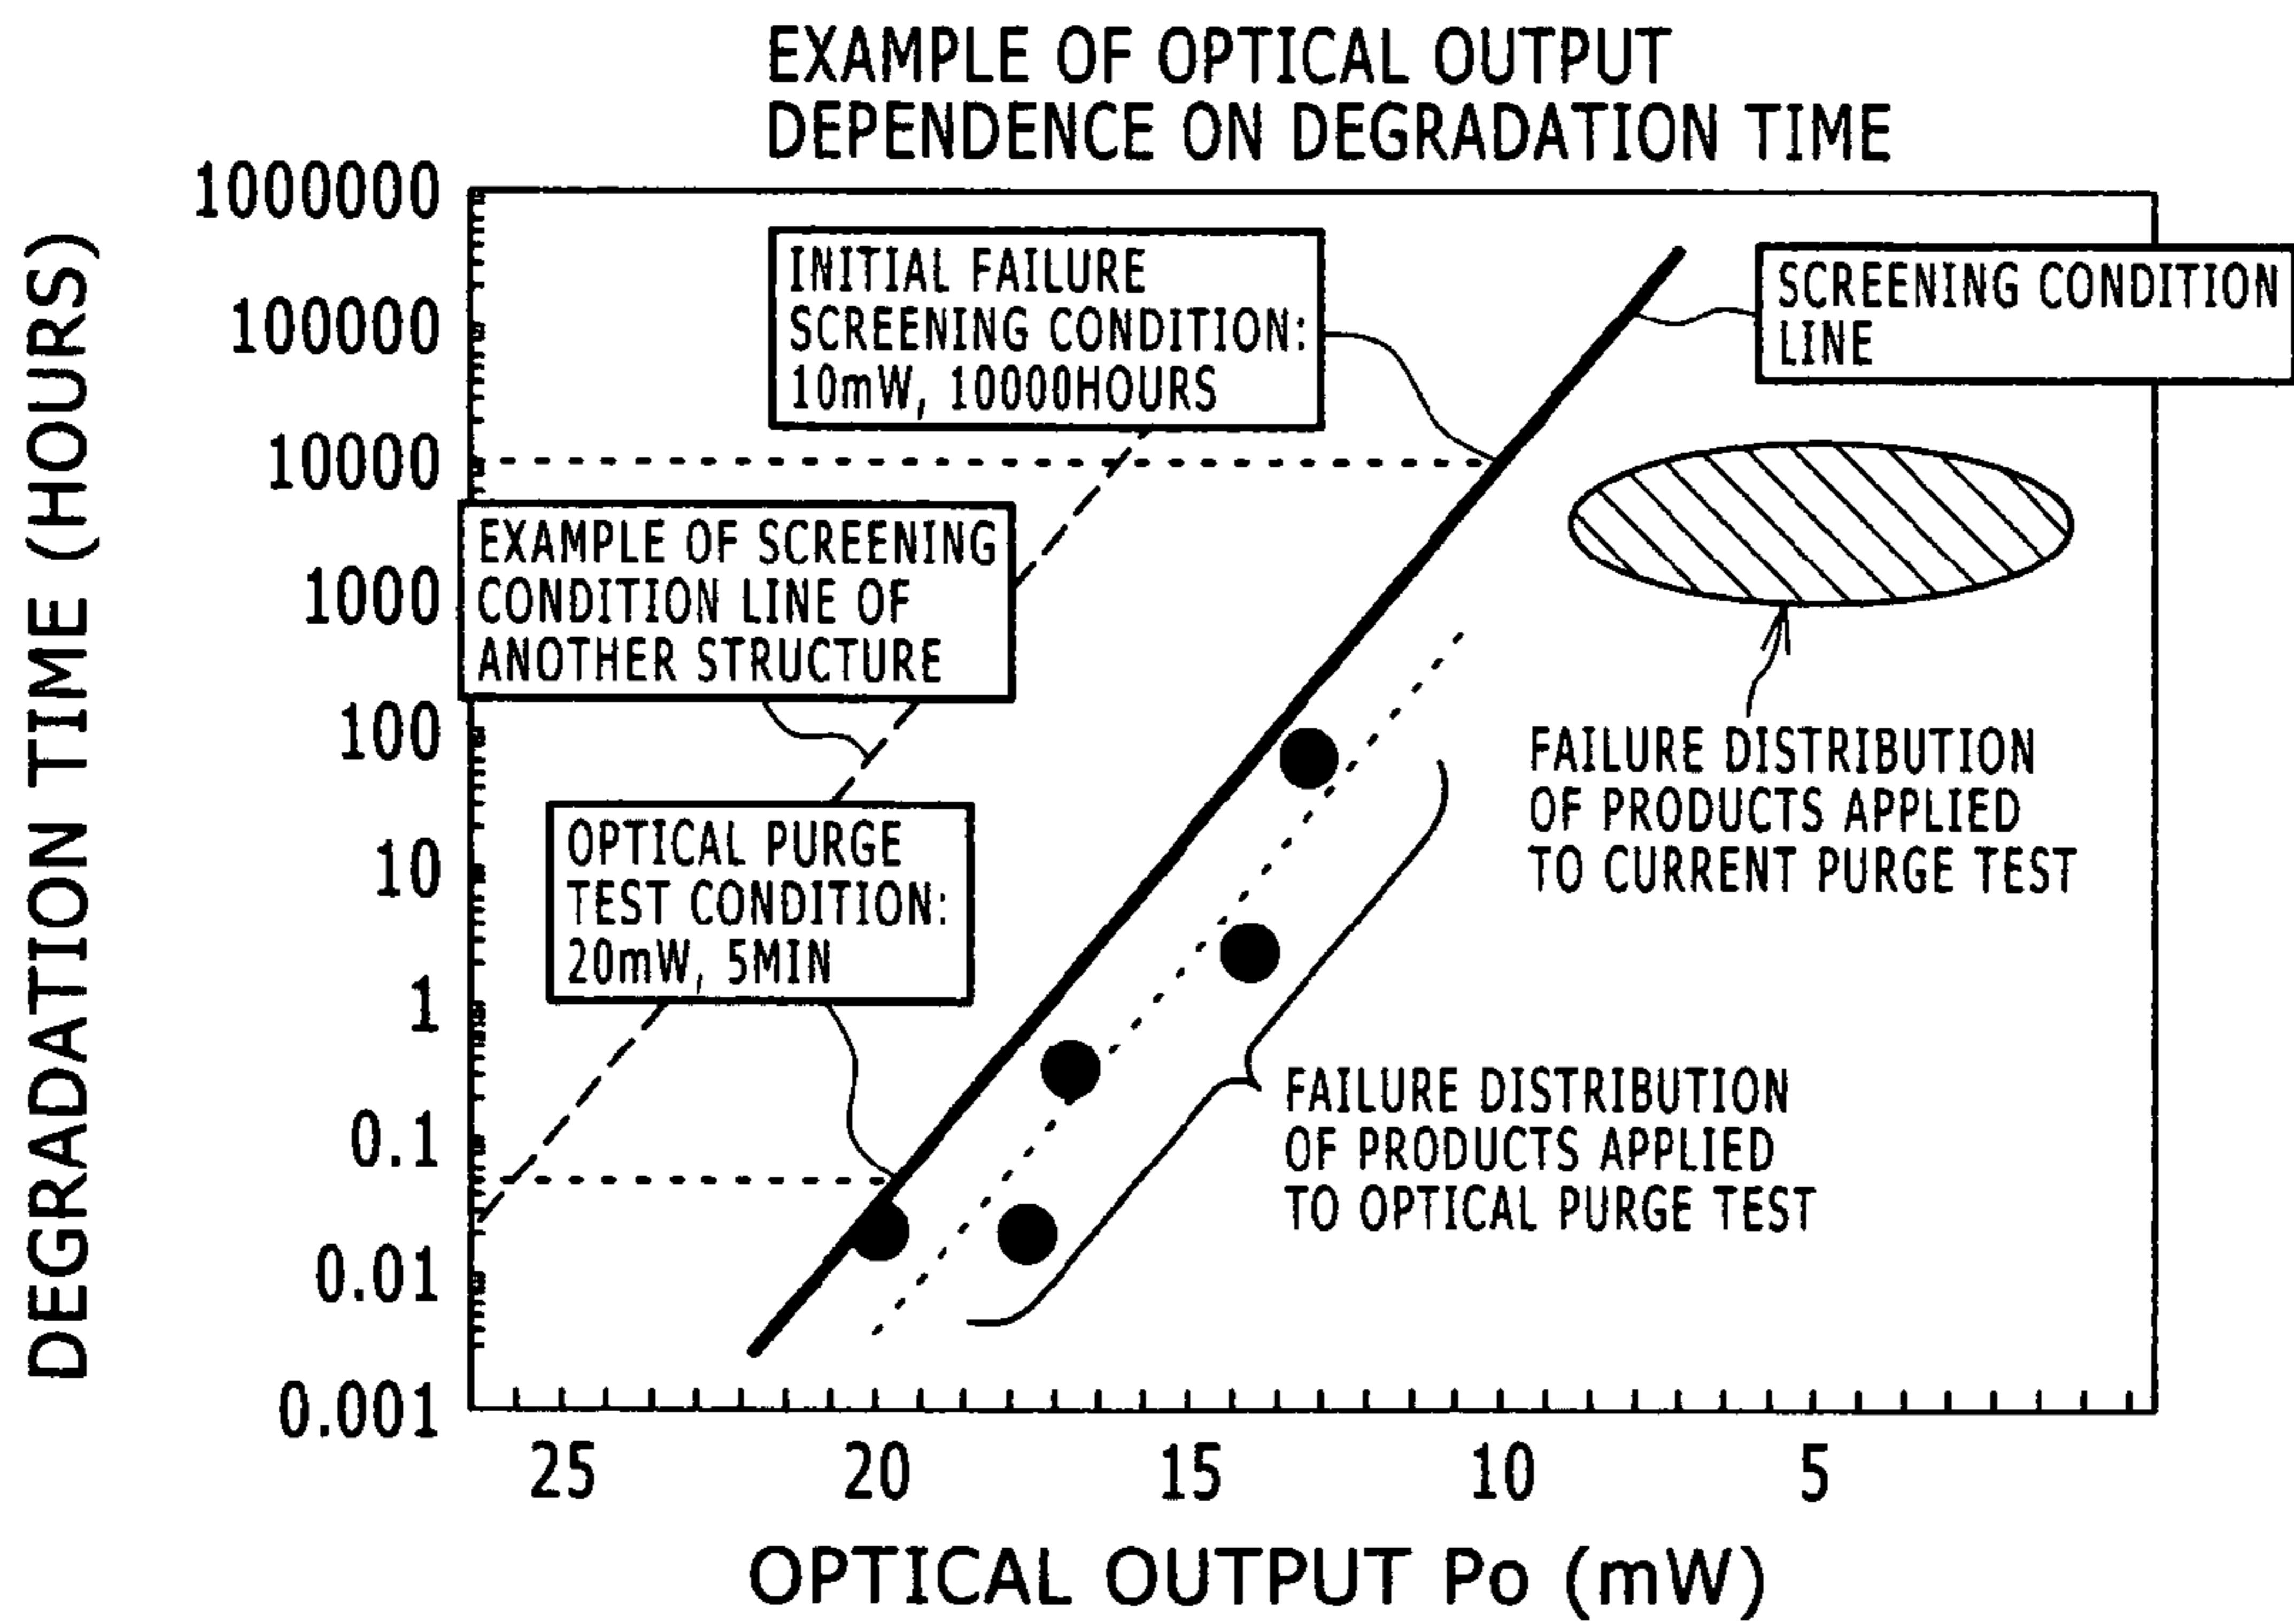 EXAMPLE OF OPTICAL OUTPUT
DEPENDENCE ON DEGRADATION TIME
DEGRADATION TIME (HOURS)
1000000
100000
10000
1000
100
10
1
0.1
0.01
0.001
INITIAL FAILURE
SCREENING CONDITION:
10mW, 10000HOURS
SCREENING CONDITION
LINE
EXAMPLE OF SCREENING
CONDITION LINE OF
ANOTHER STRUCTURE
OPTICAL PURGE
TEST CONDITION:
20mW, 5MIN
FAILURE DISTRIBUTION
OF PRODUCTS APPLIED
TO CURRENT PURGE TEST
FAILURE DISTRIBUTION
OF PRODUCTS APPLIED
TO OPTICAL PURGE TEST
25
20
15
10
5
OPTICAL OUTPUT Po (mW)